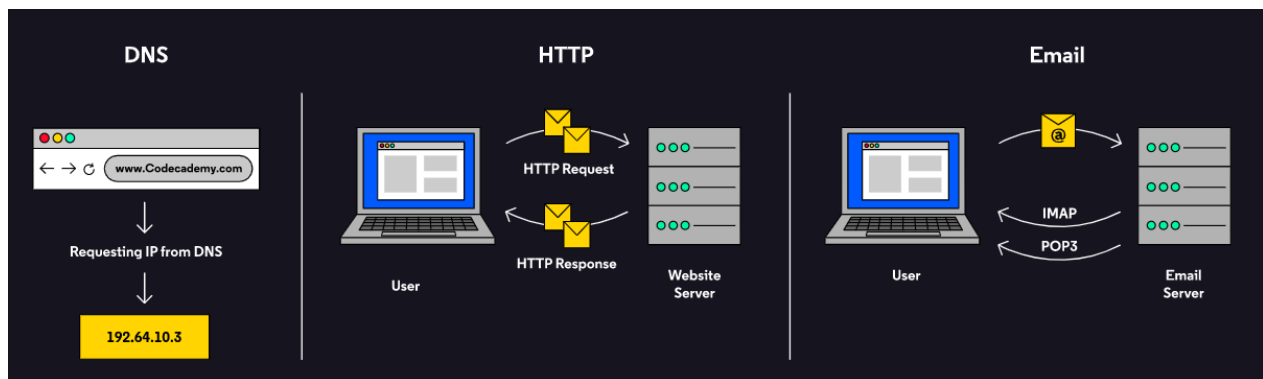 DNS
www.Codecademy.com
Requesting IP from DNS
192.64.10.3
HTTP
HTTP Request
HTTP Response
User
Website
Server
Email
@
IMAP
POP3
User
Email
Server